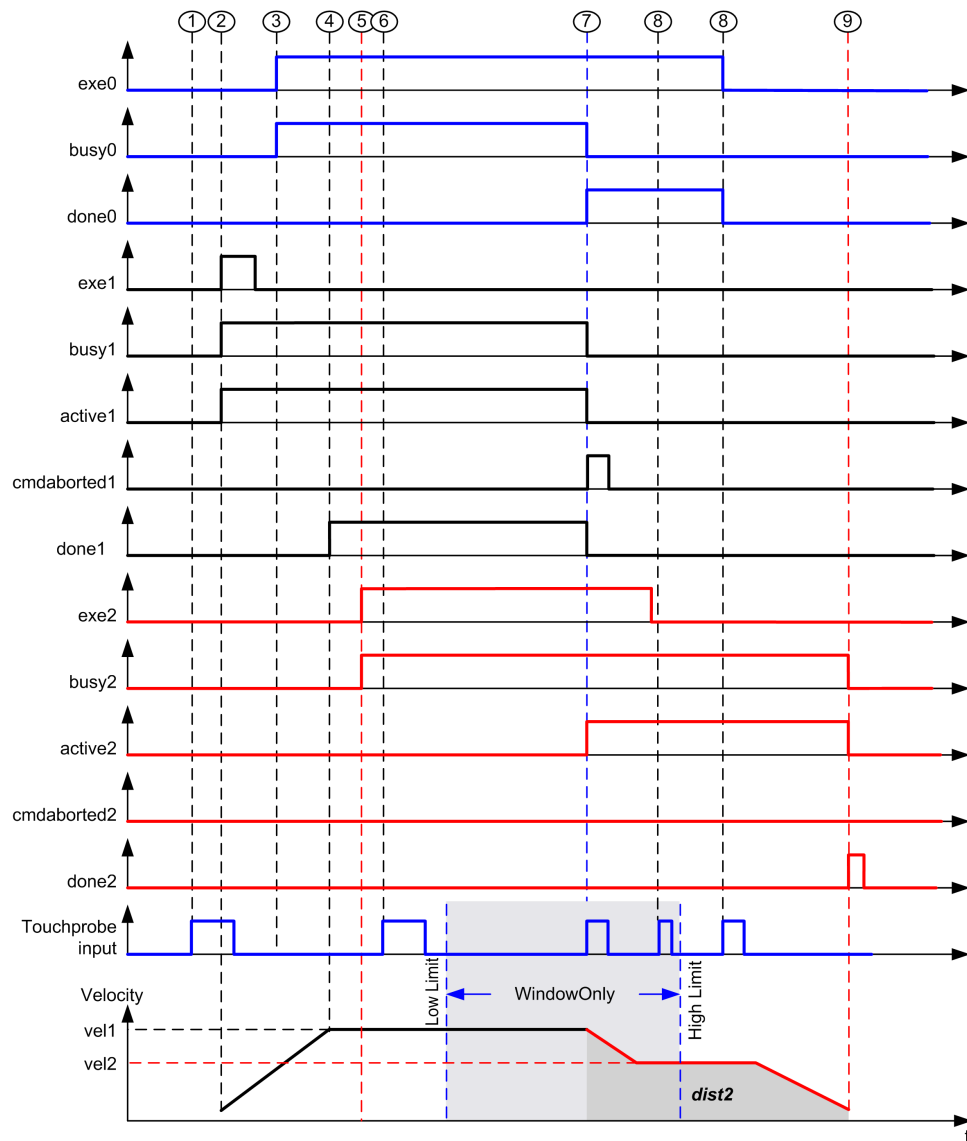 1 2 3 4 5 6 7 8 8 9
exe0
busy0
done0
exe1
busy1
active1
cmdaborted1
done1
exe2
busy2
active2
cmdaborted2
done2
Touchprobe
input
Low Limit
WindowOnly
High Limit
Velocity
vel1
vel2
dist2
t